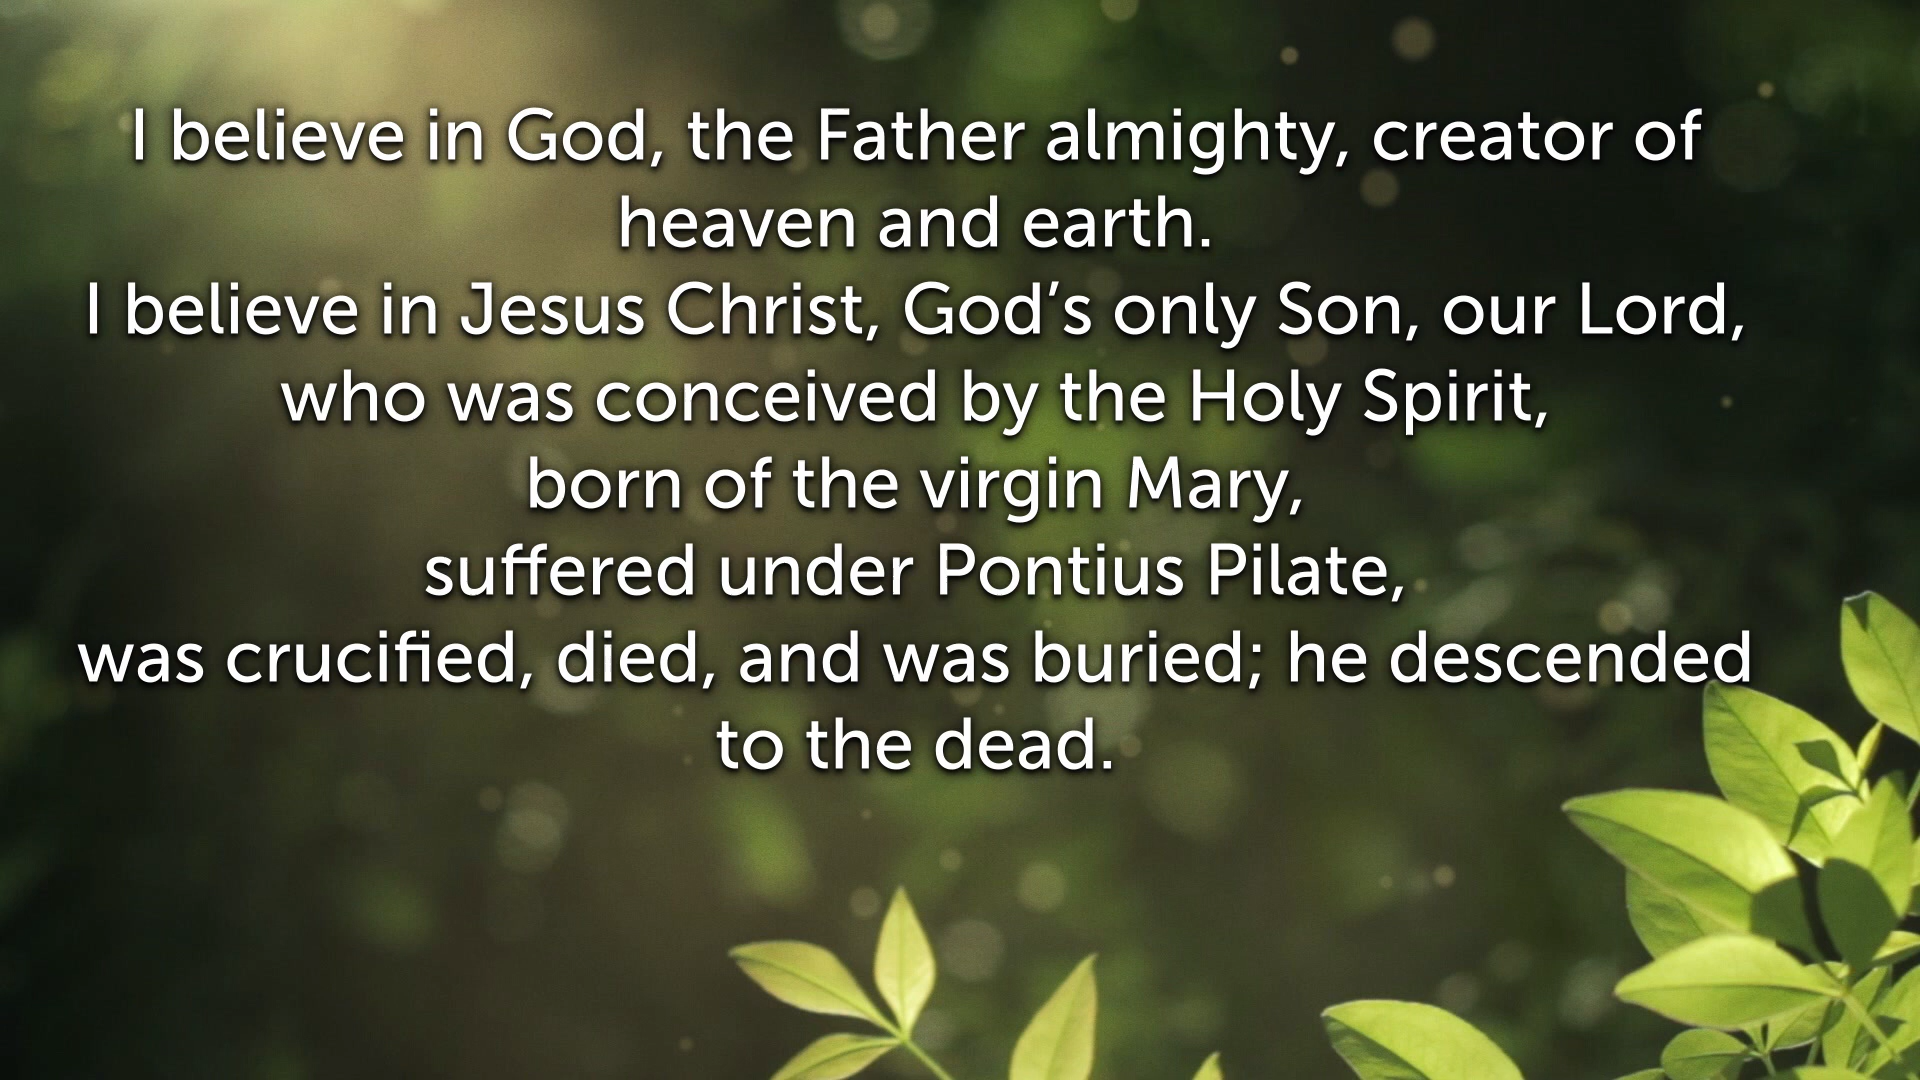 I believe in God, the Father almighty, creator of
heaven and earth.
I believe in Jesus Christ, God’s only Son, our Lord,
who was conceived by the Holy Spirit,
born of the virgin Mary,
suffered under Pontius Pilate,
was crucified, died, and was buried; he descended
to the dead.